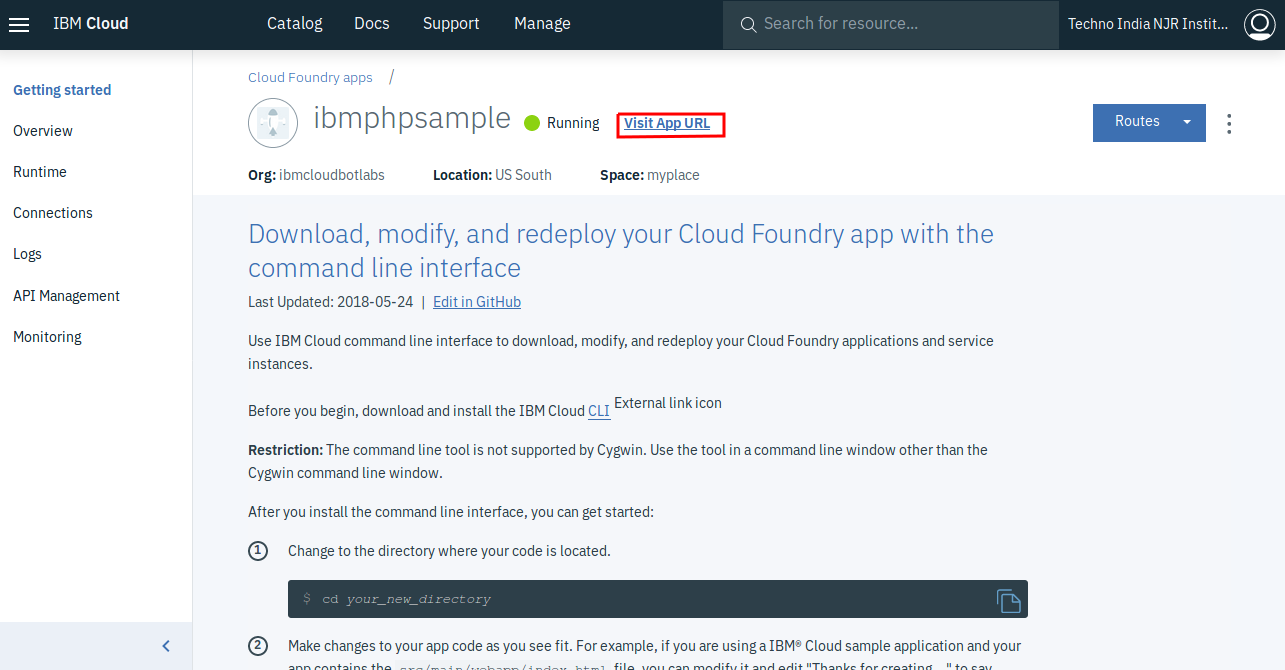 IBM Cloud
Catalog
Docs
Support
Manage
Search for resource...
Techno India NJR Instit...
Getting started
Overview
Runtime
Connections
Logs
API Management
Monitoring
Cloud Foundry apps /
ibmphpsample
Running
Visit App URL
Routes
Org: ibmcloudbotlabs
Location: US South
Space: myplace
Download, modify, and redeploy your Cloud Foundry app with the
command line interface
Last Updated: 2018-05-24 | Edit in GitHub
Use IBM Cloud command line interface to download, modify, and redeploy your Cloud Foundry applications and service
instances.
Before you begin, download and install the IBM Cloud CLI External link icon
Restriction: The command line tool is not supported by Cygwin. Use the tool in a command line window other than the
Cygwin command line window.
After you install the command line interface, you can get started:
1 Change to the directory where your code is located.
$ cd your_new_directory
2 Make changes to your app code as you see fit. For example, if you are using a IBM® Cloud sample application and your
app contains the src/main/webapp/index.html file, you can modify it and edit "Thanks for creating ..." to say